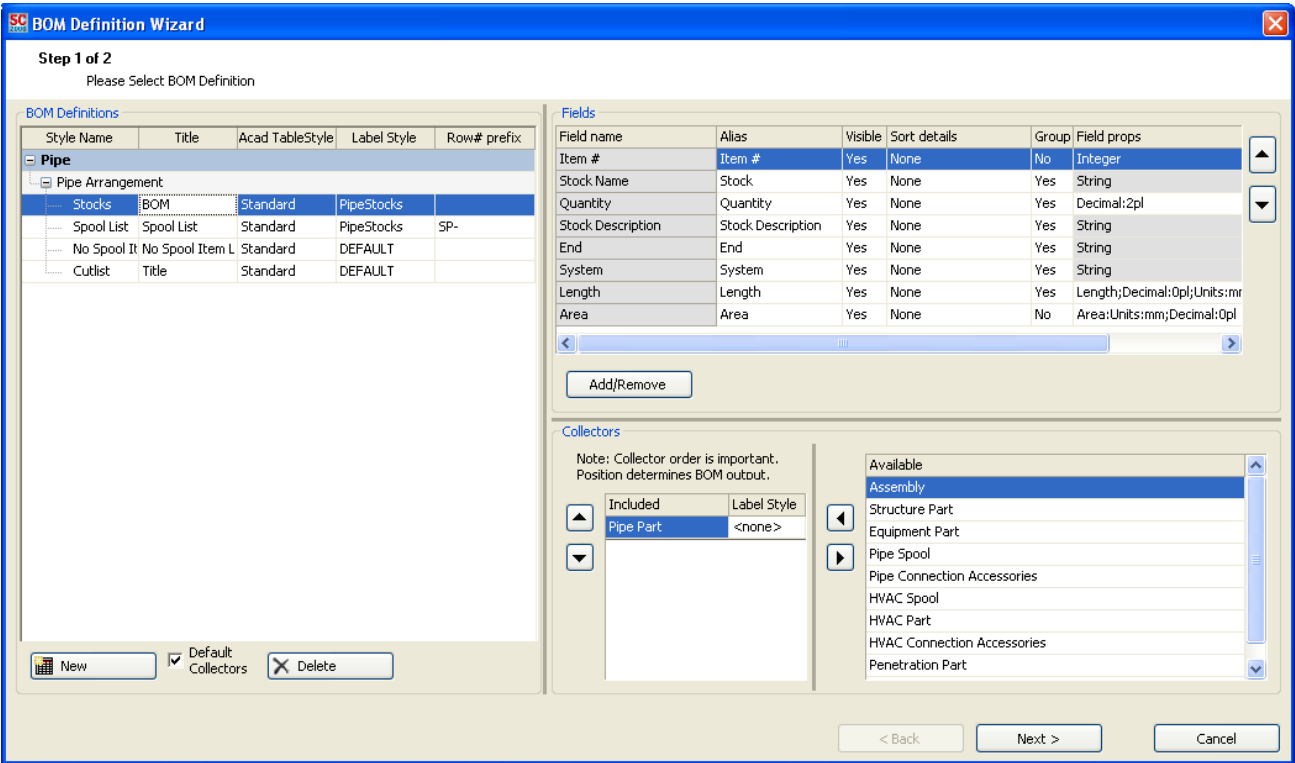 SC 2008 BOM Definition Wizard
Step 1 of 2
Please Select BOM Definition
BOM Definitions
Style Name Title Acad TableStyle Label Style Row# prefix
Pipe
Pipe Arrangement
Stocks BOM Standard PipeStocks
Spool List Spool List Standard PipeStocks SP-
No Spool It No Spool Item L Standard DEFAULT
Cutlist Title Standard DEFAULT
New
Default
Collectors
Delete
Fields
Field name Alias Visible Sort details Group Field props
Item # Item # Yes None No Integer
Stock Name Stock Yes None Yes String
Quantity Quantity Yes None Yes Decimal:2pl
Stock Description Stock Description Yes None Yes String
End End Yes None Yes String
System System Yes None Yes String
Length Length Yes None Yes Length;Decimal:0pl;Units:mm
Area Area Yes None No Area:Units:mm;Decimal:0pl
Add/Remove
Collectors
Note: Collector order is important.
Position determines BOM output.
Included Label Style
Pipe Part <none>
Available
Assembly
Structure Part
Equipment Part
Pipe Spool
Pipe Connection Accessories
HVAC Spool
HVAC Part
HVAC Connection Accessories
Penetration Part
< Back Next > Cancel